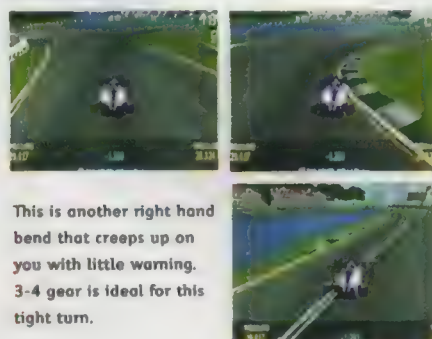 This is another right hand
bend that creeps up on
you with little warning.
3-4 gear is ideal for this
tight turn.